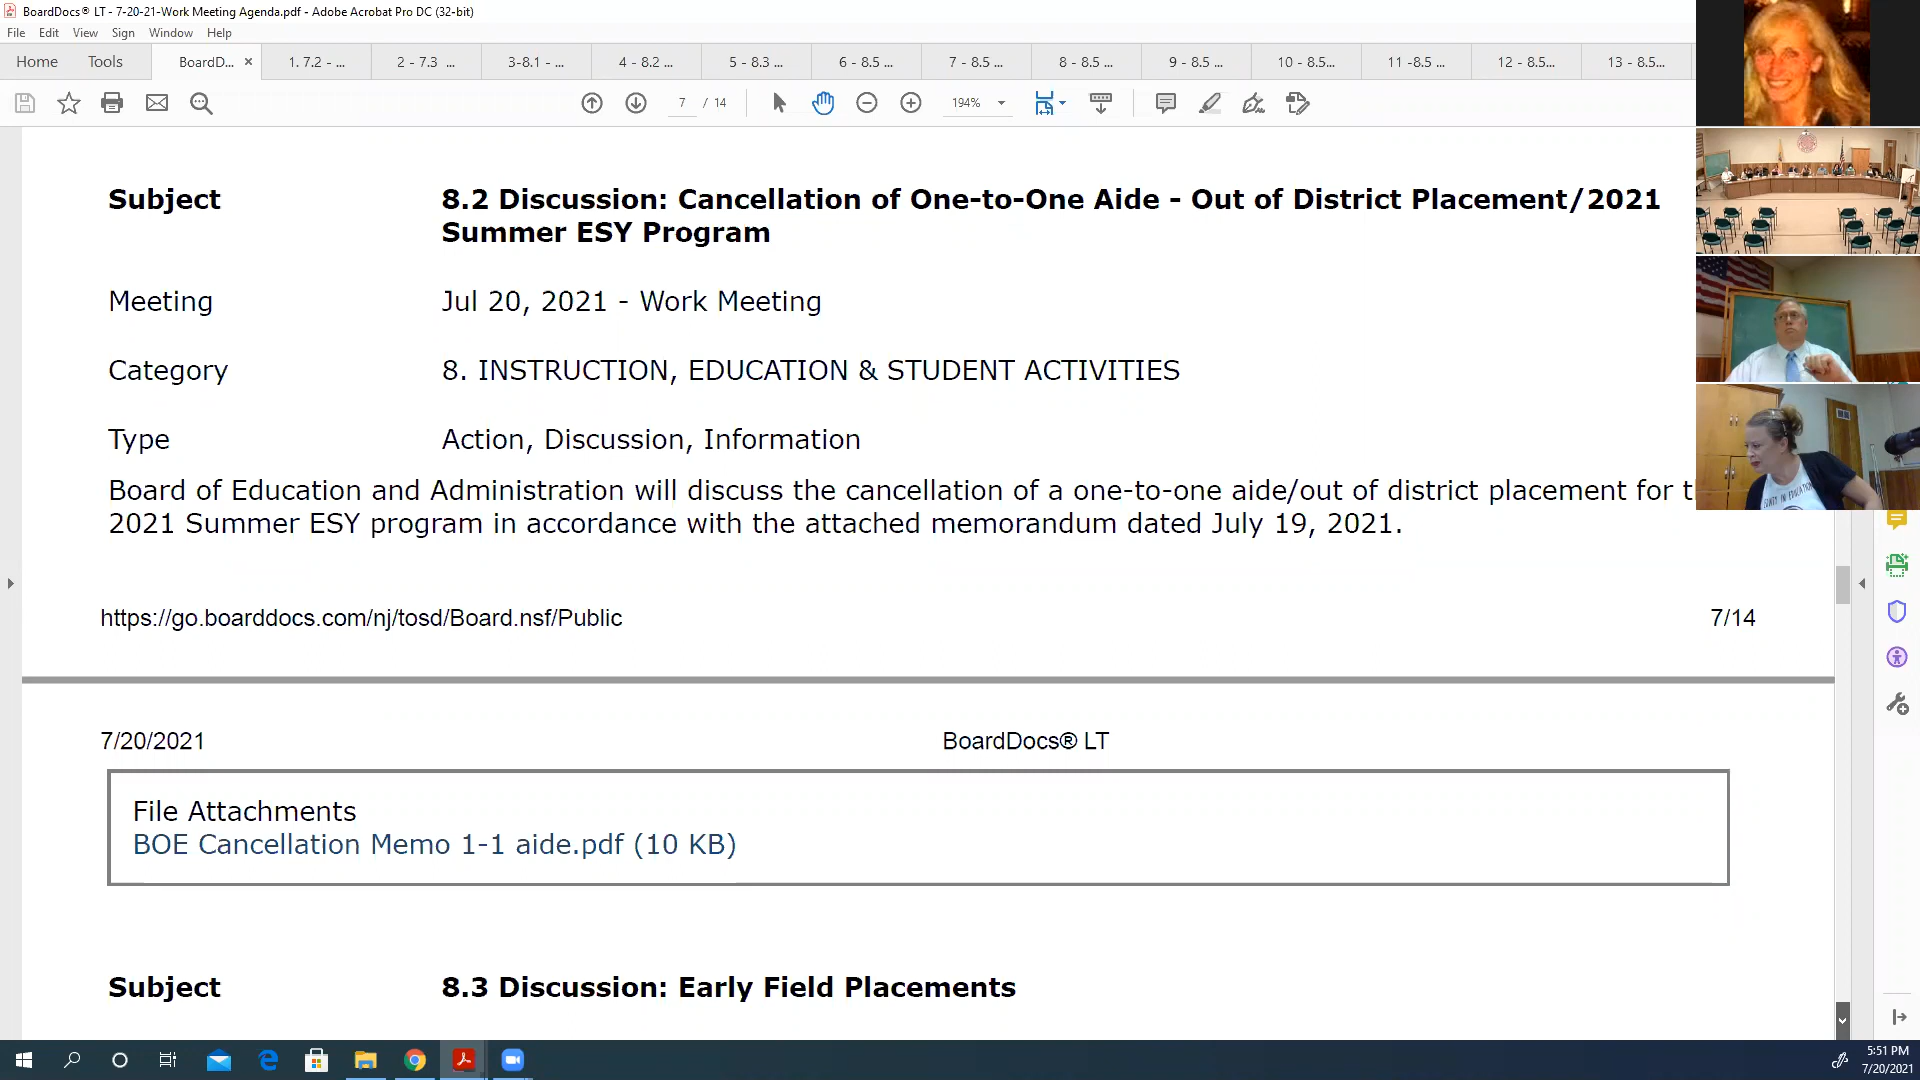 BoardDocs® LT - 7-20-21-Work Meeting Agenda.pdf - Adobe Acrobat Pro DC (32-bit)
File Edit View Sign Window Help
Home Tools BoardD... × 1. 7.2 - ... 2 - 7.3 ... 3-8.1 - ... 4 - 8.2 ... 5 - 8.3 ... 6 - 8.5 ... 7 - 8.5 ... 8 - 8.5 ... 9 - 8.5 ... 10 - 8.5... 11 -8.5 ... 12 - 8.5... 13 - 8.5...
7 / 14 194%
Subject 8.2 Discussion: Cancellation of One-to-One Aide - Out of District Placement/2021
Summer ESY Program
Meeting Jul 20, 2021 - Work Meeting
Category 8. INSTRUCTION, EDUCATION & STUDENT ACTIVITIES
Type Action, Discussion, Information
Board of Education and Administration will discuss the cancellation of a one-to-one aide/out of district placement for
2021 Summer ESY program in accordance with the attached memorandum dated July 19, 2021.
https://go.boarddocs.com/nj/tosd/Board.nsf/Public 7/14
7/20/2021 BoardDocs® LT
File Attachments
BOE Cancellation Memo 1-1 aide.pdf (10 KB)
Subject 8.3 Discussion: Early Field Placements
5:51 PM
7/20/2021